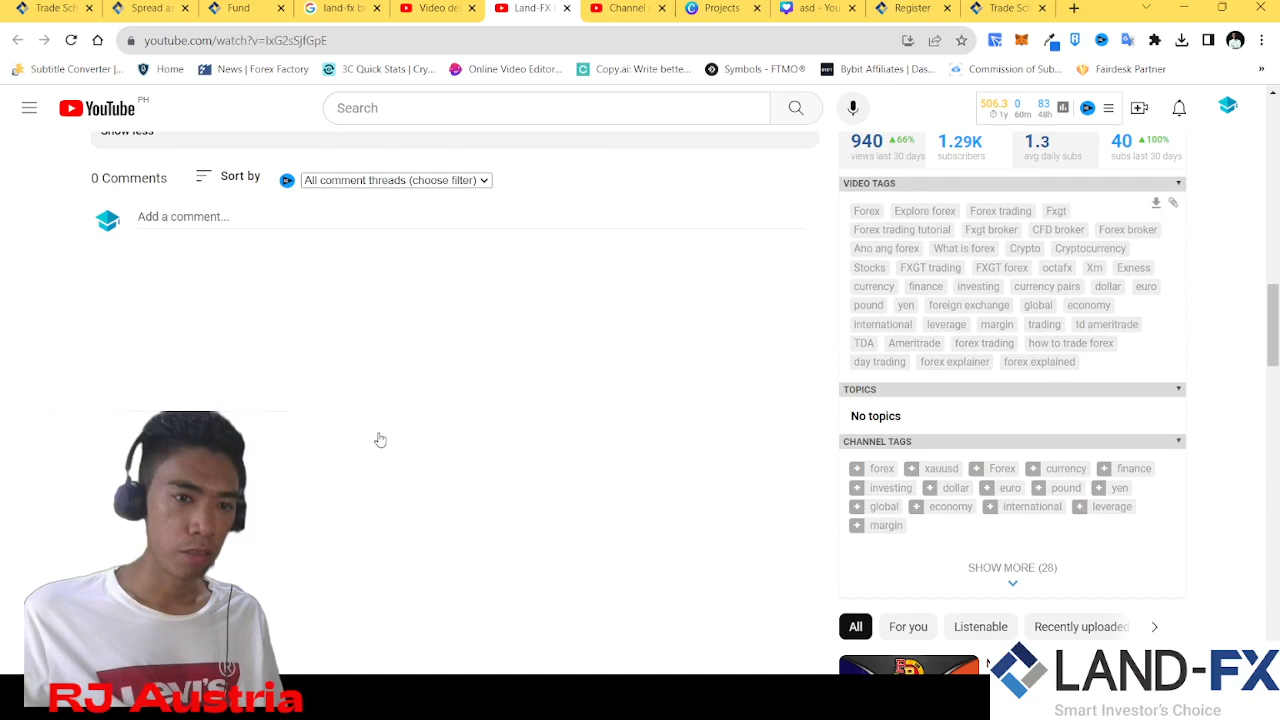 Trade Sch
Spread as
Fund
land-fx b
Video de
Land-FX
Channel c
Projects -
asd - You
Register
Trade Sch
youtube.com/watch?v=IxG2sSjfGpE
Subtitle Converter |...
Home
News | Forex Factory
3C Quick Stats | Cry...
Online Video Editor...
Copy.ai: Write bette...
Symbols - FTMO®
Bybit Affiliates | Das...
Commission of Sub...
Fairdesk Partner
»
YouTube PH
Search
506.3 0 83
1y 60m 48h
Show less
940 ▲66% 1.29K 1.3 40 ▲100%
views last 30 days subscribers avg daily subs subs last 30 days
0 Comments Sort by All comment threads (choose filter)
Add a comment...
VIDEO TAGS
Forex Explore forex Forex trading Fxgt
Forex trading tutorial Fxgt broker CFD broker Forex broker
Ano ang forex What is forex Crypto Cryptocurrency
Stocks FXGT trading FXGT forex octafx Xm Exness
currency finance investing currency pairs dollar euro
pound yen foreign exchange global economy
international leverage margin trading td ameritrade
TDA Ameritrade forex trading how to trade forex
day trading forex explainer forex explained
TOPICS
No topics
CHANNEL TAGS
+ forex + xauusd + Forex + currency + finance
+ investing + dollar + euro + pound + yen
+ global + economy + international + leverage
+ margin
SHOW MORE (28)
All For you Listenable Recently uploaded
LAND-FX
Smart Investor's Choice
Levi's ®
RJ Austria